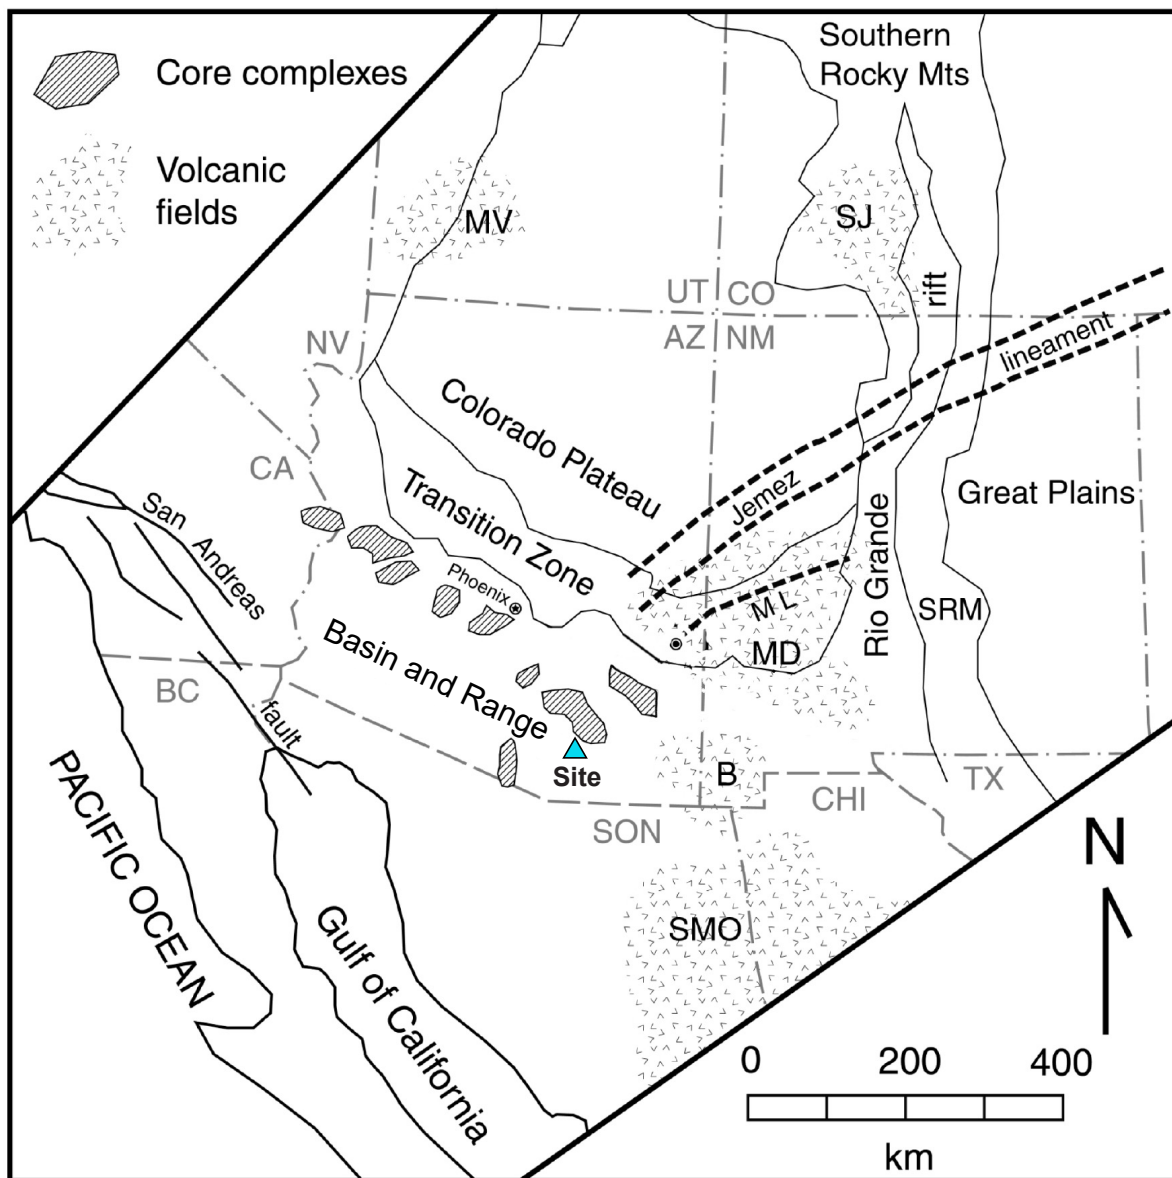 Core complexes
Volcanic
fields
Southern
Rocky Mts
MV
SJ
rift
UT
CO
AZ
NM
NV
lineament
Colorado Plateau
CA
Jemez
Transition Zone
Great Plains
San
Andreas
fault
Phoenix
Rio Grande
ML
SRM
MD
Basin and Range
BC
Site
B
TX
CHI
SON
PACIFIC OCEAN
Gulf of California
SMO
N
0 200 400
km